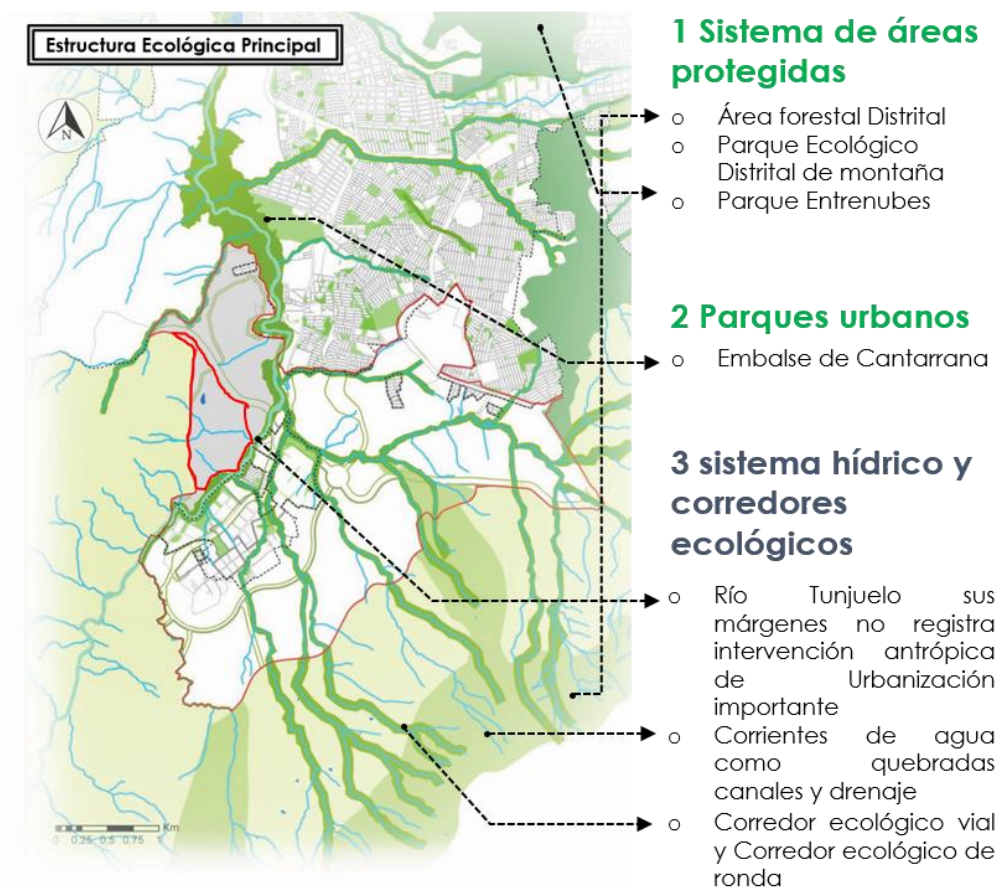 Estructura Ecológica Principal
N
Km
0 0,25 0,5 0,75 1
1 Sistema de áreas
protegidas
o Área forestal Distrital
o Parque Ecológico
Distrital de montaña
o Parque Entrenubes
2 Parques urbanos
o Embalse de Cantarrana
3 sistema hídrico y
corredores
ecológicos
o Río Tunjuelo sus
márgenes no registra
intervención antrópica
de Urbanización
importante
o Corrientes de agua
como quebradas
canales y drenaje
o Corredor ecológico vial
y Corredor ecológico de
ronda